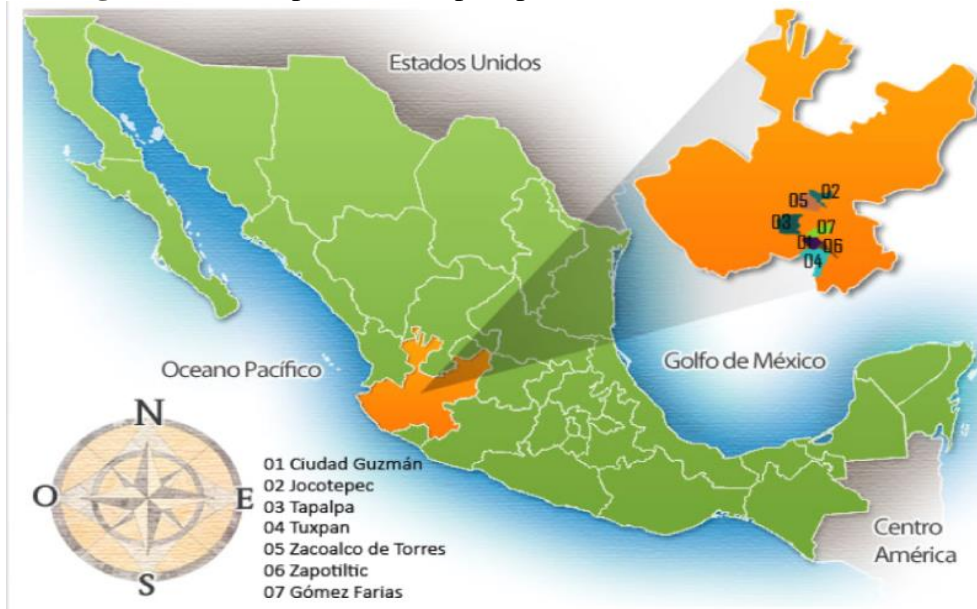 Estados Unidos
02
05
03
07
06
04
Golfo de México
Oceano Pacífico
N
O
E
S
01 Ciudad Guzmán
02 Jocotepec
03 Tapalpa
04 Tuxpan
05 Zacoalco de Torres
06 Zapotiltic
07 Gómez Farias
Centro
América